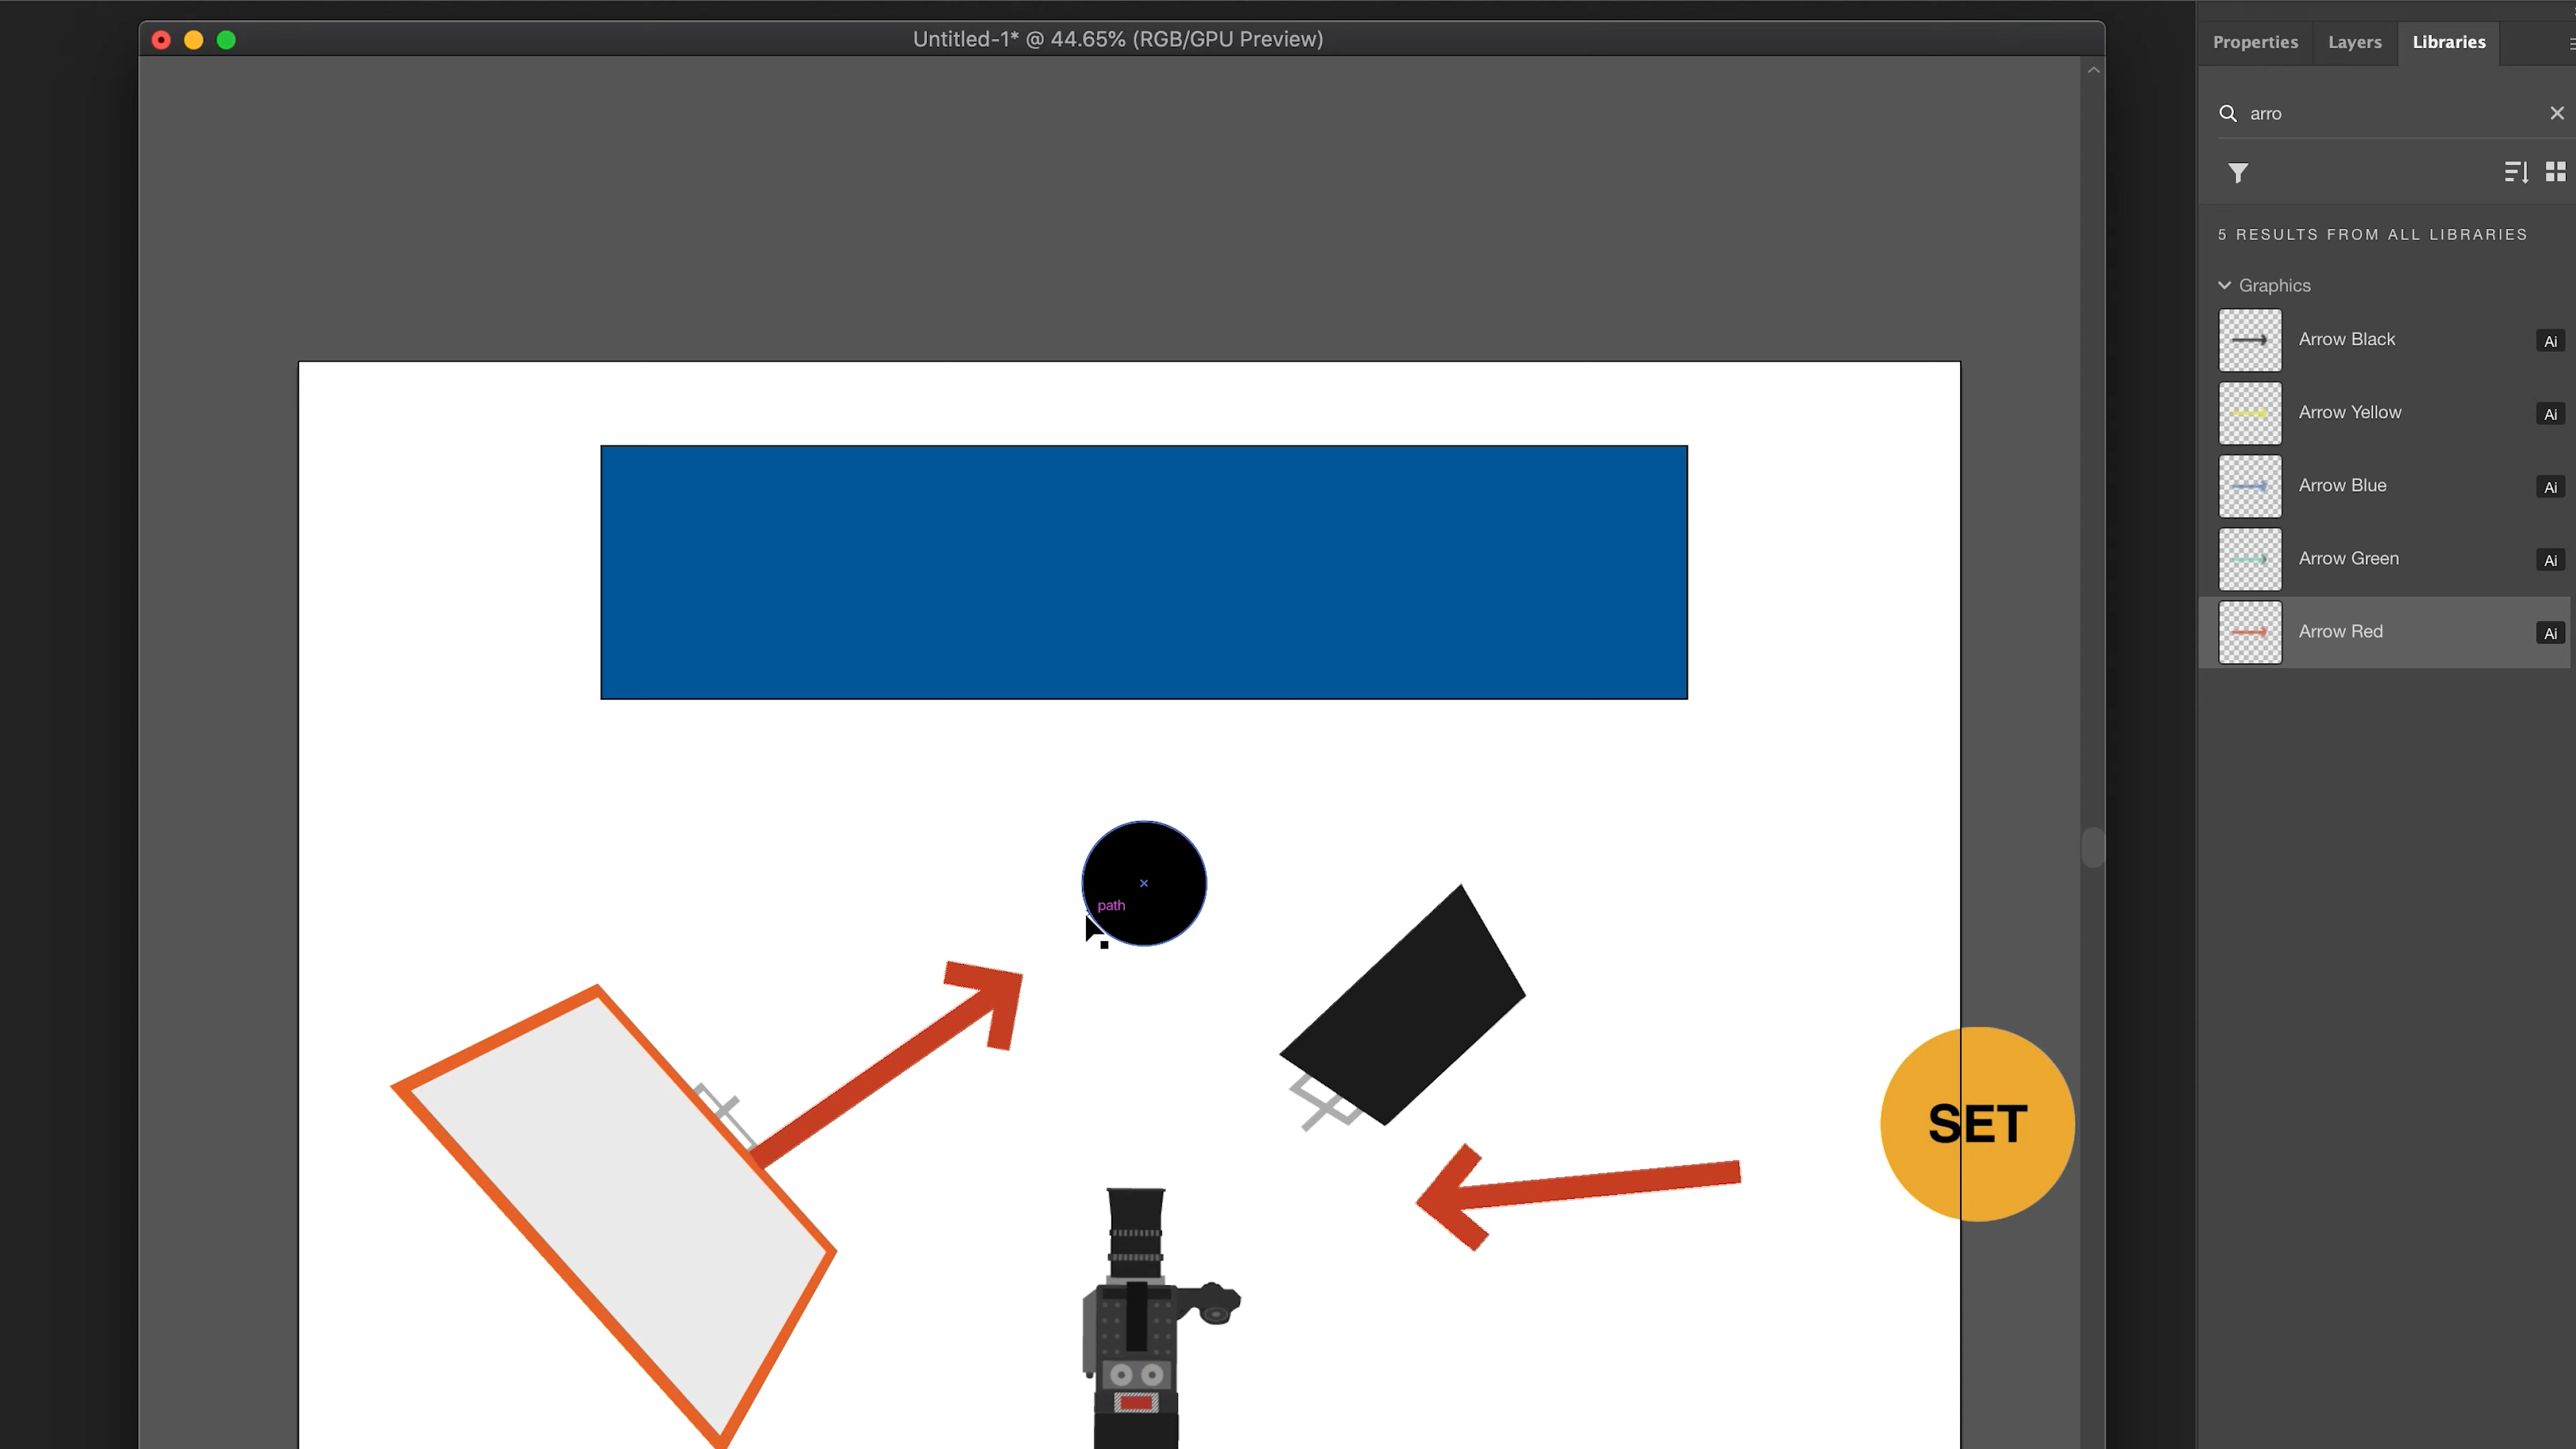 Untitled-1* @ 44.65% (RGB/GPU Preview)
Properties
Layers
Libraries
arro
5 RESULTS FROM ALL LIBRARIES
Graphics
Arrow Black
Ai
Arrow Yellow
Ai
Arrow Blue
Ai
Arrow Green
Ai
Arrow Red
Ai
path
SET